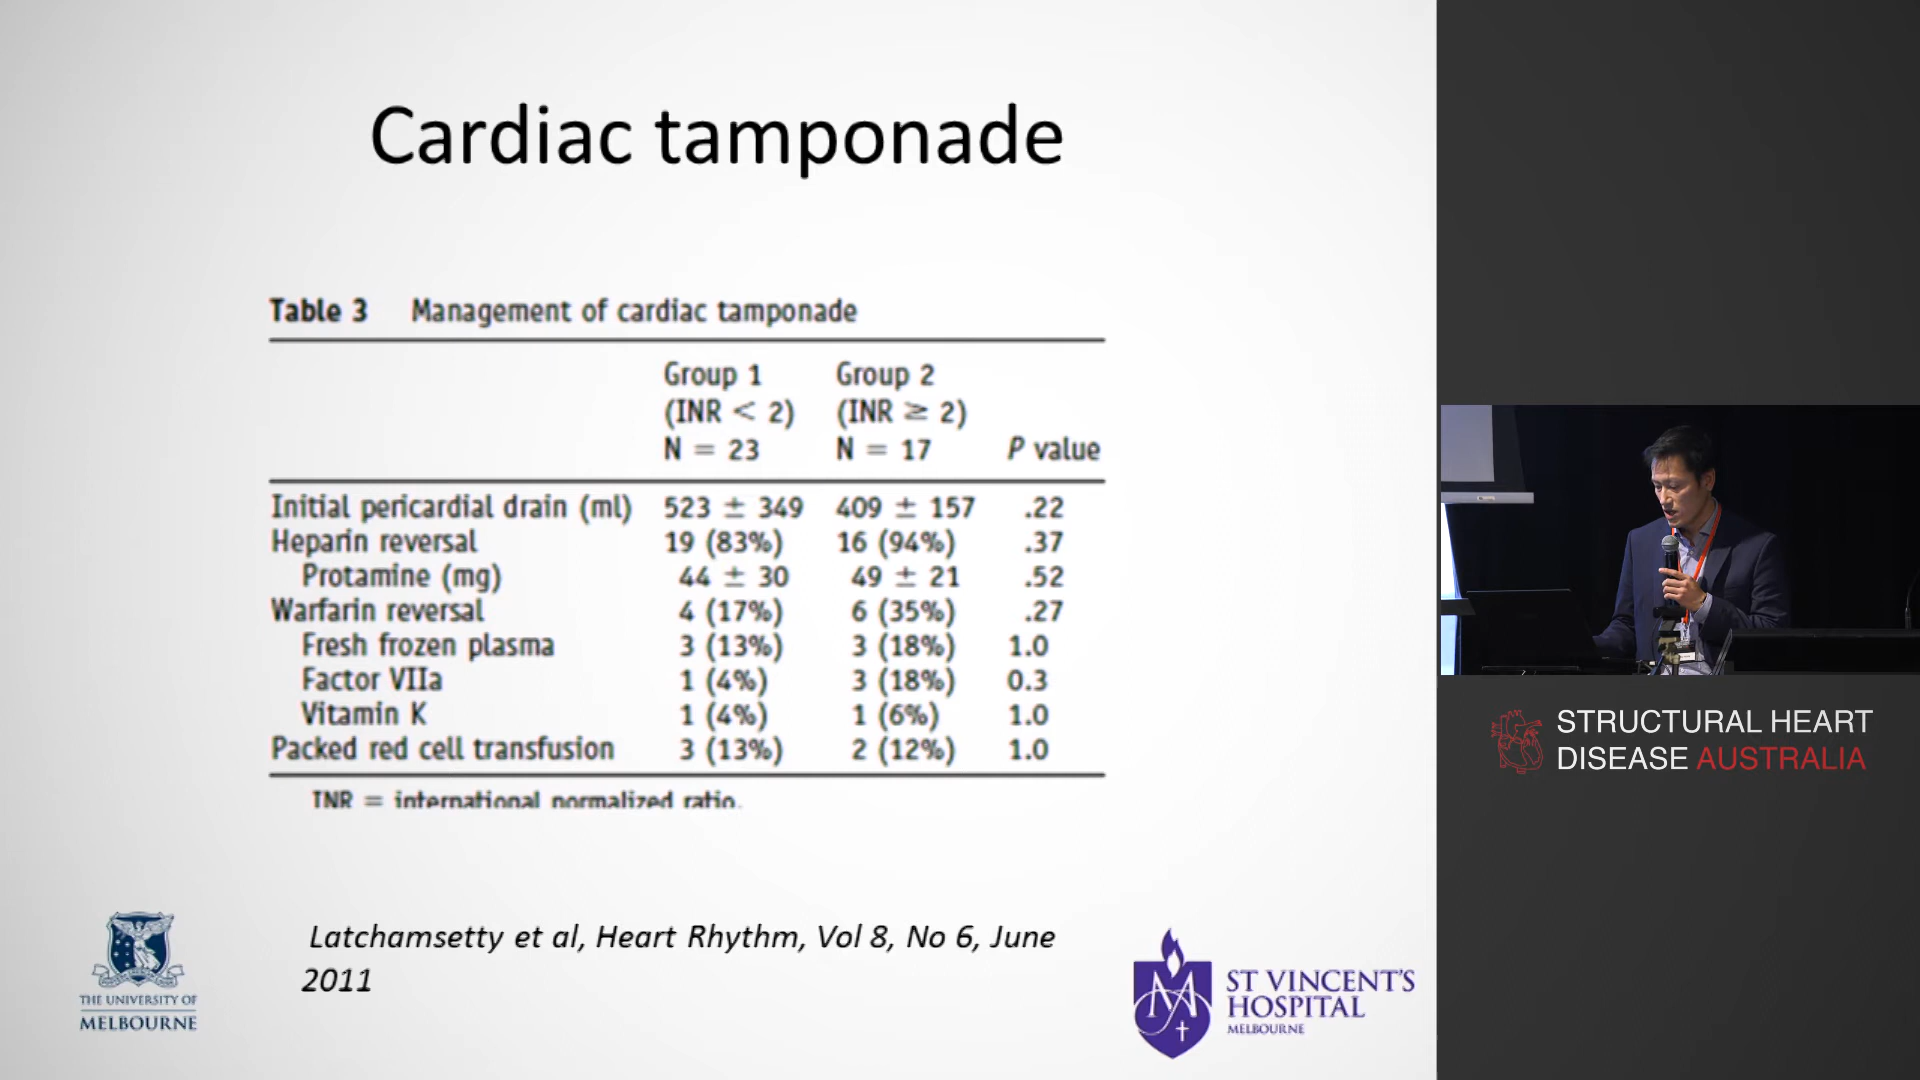 Cardiac tamponade
Table 3 Management of cardiac tamponade
Group 1 Group 2
(INR < 2) (INR ≥ 2)
N = 23 N = 17 P value
Initial pericardial drain (ml) 523 ± 349 409 ± 157 .22
Heparin reversal 19 (83%) 16 (94%) .37
Protamine (mg) 44 ± 30 49 ± 21 .52
Warfarin reversal 4 (17%) 6 (35%) .27
Fresh frozen plasma 3 (13%) 3 (18%) 1.0
Factor VIIa 1 (4%) 3 (18%) 0.3
Vitamin K 1 (4%) 1 (6%) 1.0
Packed red cell transfusion 3 (13%) 2 (12%) 1.0
INR = international normalized ratio.
Latchamsetty et al, Heart Rhythm, Vol 8, No 6, June
2011
THE UNIVERSITY OF
MELBOURNE
ST VINCENT'S
HOSPITAL
MELBOURNE
STRUCTURAL HEART
DISEASE AUSTRALIA